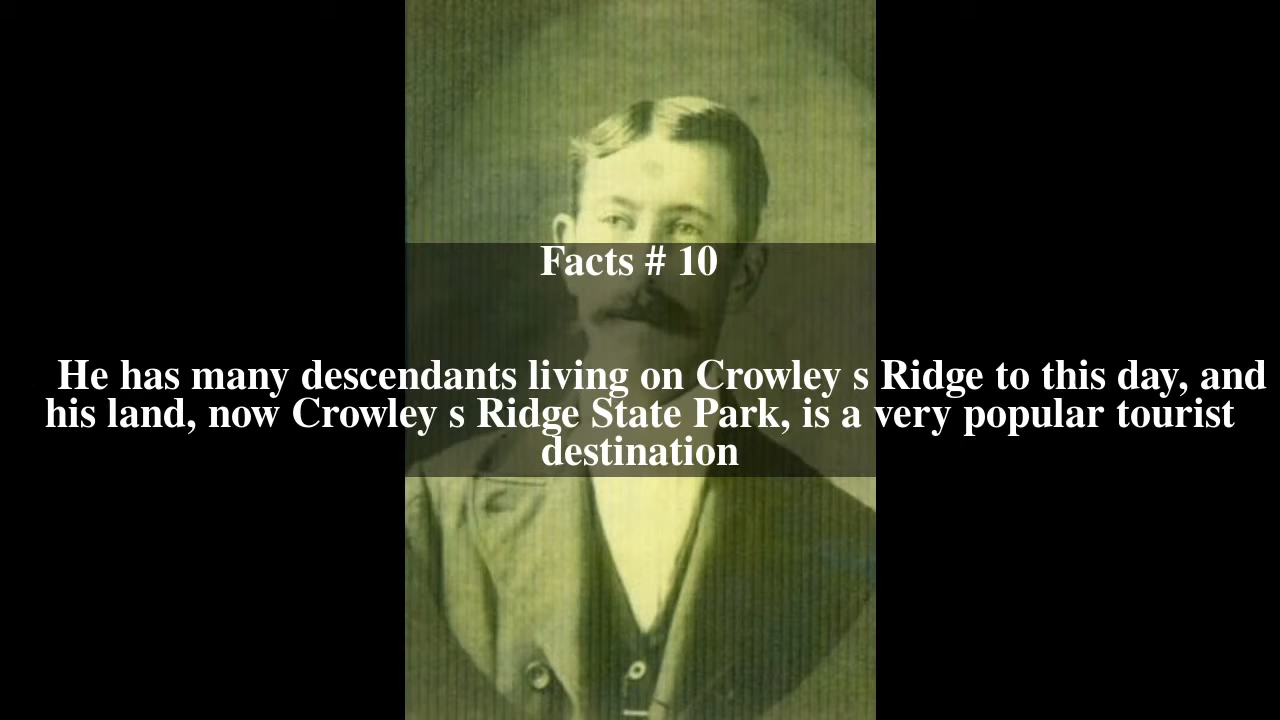 Facts # 10
He has many descendants living on Crowley s Ridge to this day, and
his land, now Crowley s Ridge State Park, is a very popular tourist
destination